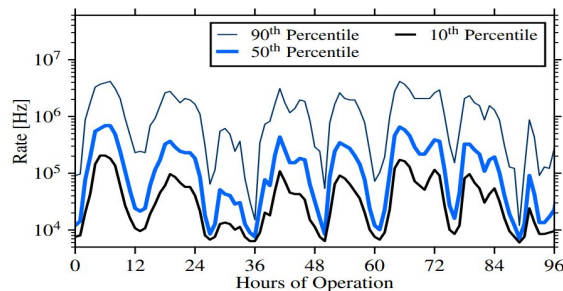 90th Percentile
10th Percentile
50th Percentile
Rate [Hz]
10^7
10^6
10^5
10^4
0 12 24 36 48 60 72 84 96
Hours of Operation